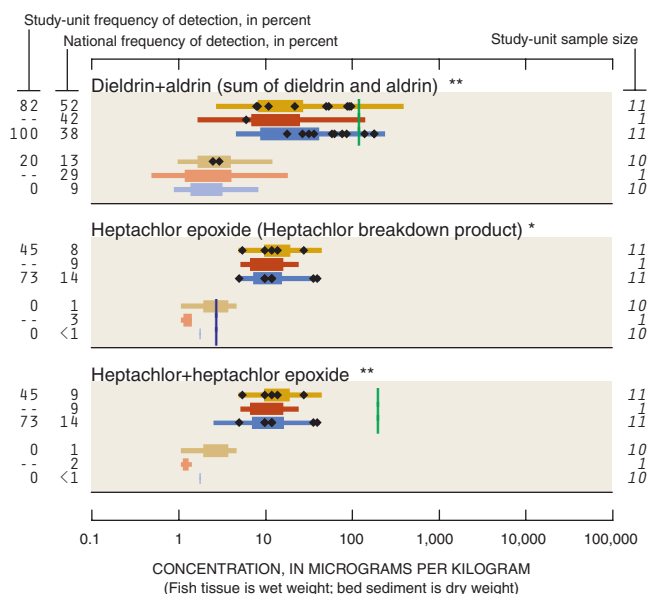 Study-unit frequency of detection, in percent
National frequency of detection, in percent
Study-unit sample size
Dieldrin+aldrin (sum of dieldrin and aldrin) **
82 52 11
-- 42 1
100 38 11
20 13 10
-- 29 1
0 9 10
Heptachlor epoxide (Heptachlor breakdown product) *
45 8 11
-- 9 1
73 14 11
0 1 10
-- 3 1
0 <1 10
Heptachlor+heptachlor epoxide **
45 9 11
-- 9 1
73 14 11
0 1 10
-- 2 1
0 <1 10
0.1 1 10 100 1,000 10,000 100,000
CONCENTRATION, IN MICROGRAMS PER KILOGRAM
(Fish tissue is wet weight; bed sediment is dry weight)